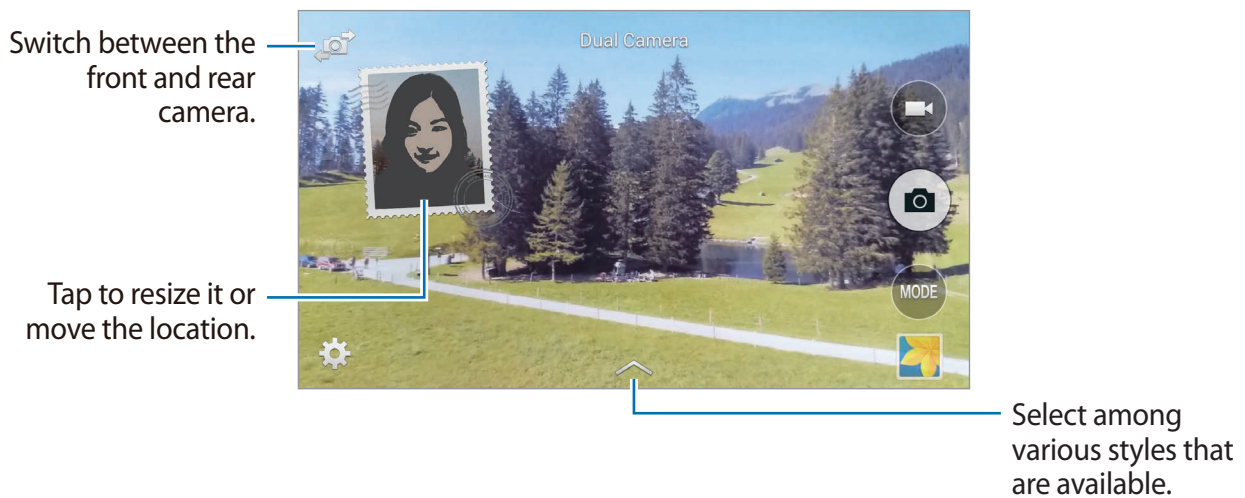 Switch between the
front and rear
camera.
Dual Camera
Tap to resize it or
move the location.
MODE
Select among
various styles that
are available.